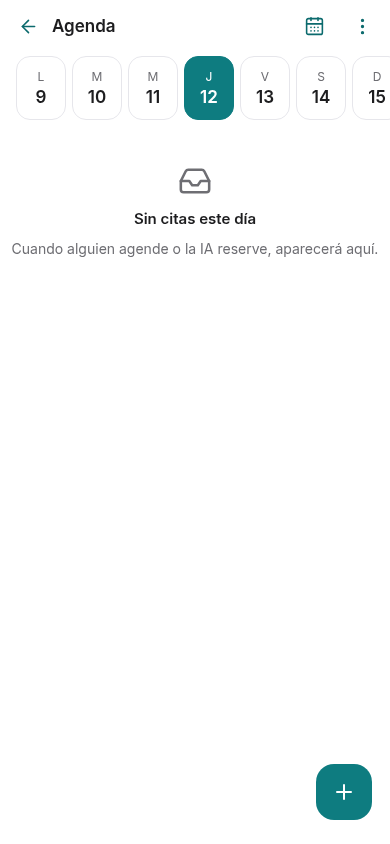 Agenda
L M M J V S D
9 10 11 12 13 14 15
Sin citas este día
Cuando alguien agende o la IA reserve, aparecerá aquí.